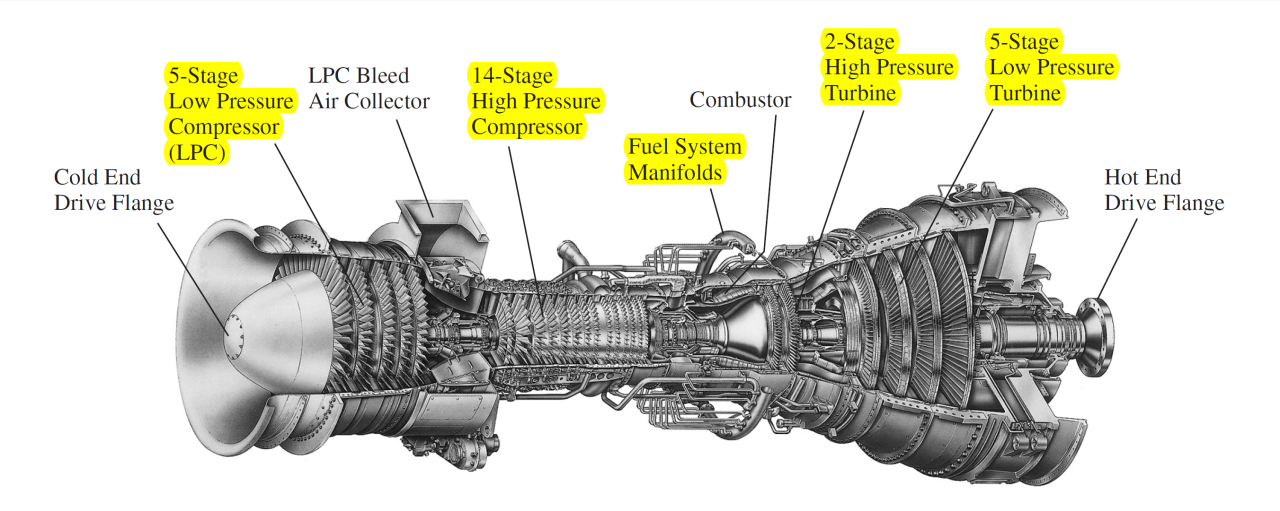 5-Stage
Low Pressure
Compressor
(LPC)
LPC Bleed
Air Collector
14-Stage
High Pressure
Compressor
Combustor
Fuel System
Manifolds
2-Stage
High Pressure
Turbine
5-Stage
Low Pressure
Turbine
Cold End
Drive Flange
Hot End
Drive Flange